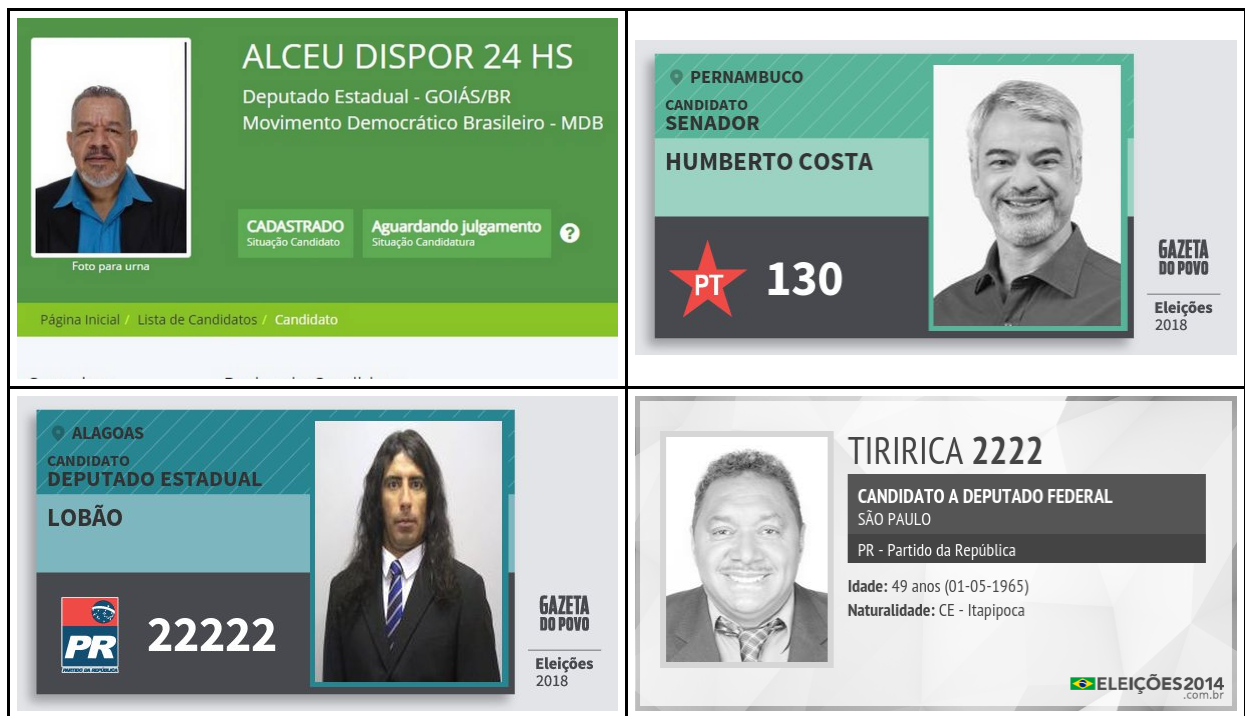 ALCEU DISPOR 24 HS
Deputado Estadual - GOIÁS/BR
Movimento Democrático Brasileiro - MDB
CADASTRADO
Situação Candidato
Aguardando julgamento
Situação Candidatura
?
Foto para urna
Página Inicial / Lista de Candidatos / Candidato
PERNAMBUCO
CANDIDATO
SENADOR
HUMBERTO COSTA
PT
130
GAZETA
DO POVO
Eleições
2018
ALAGOAS
CANDIDATO
DEPUTADO ESTADUAL
LOBÃO
PR
PARTIDO DA REPÚBLICA
22222
GAZETA
DO POVO
Eleições
2018
TIRIRICA 2222
CANDIDATO A DEPUTADO FEDERAL
SÃO PAULO
PR - Partido da República
Idade: 49 anos (01-05-1965)
Naturalidade: CE - Itapipoca
ELEIÇÕES2014
.com.br